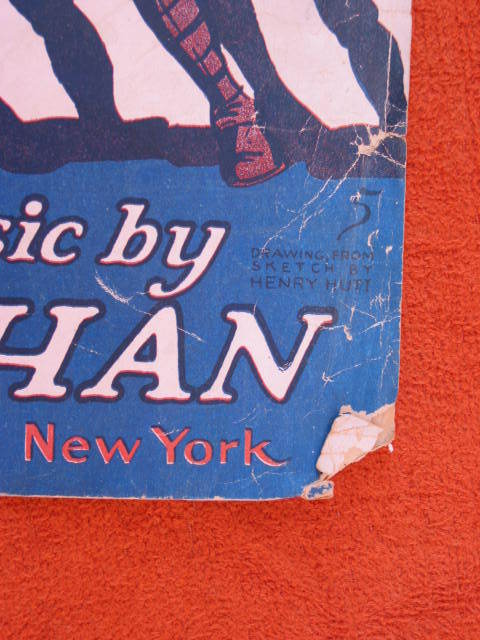 sic by
DRAWING FROM
SKETCH BY
HENRY HUTT
HAN
New York